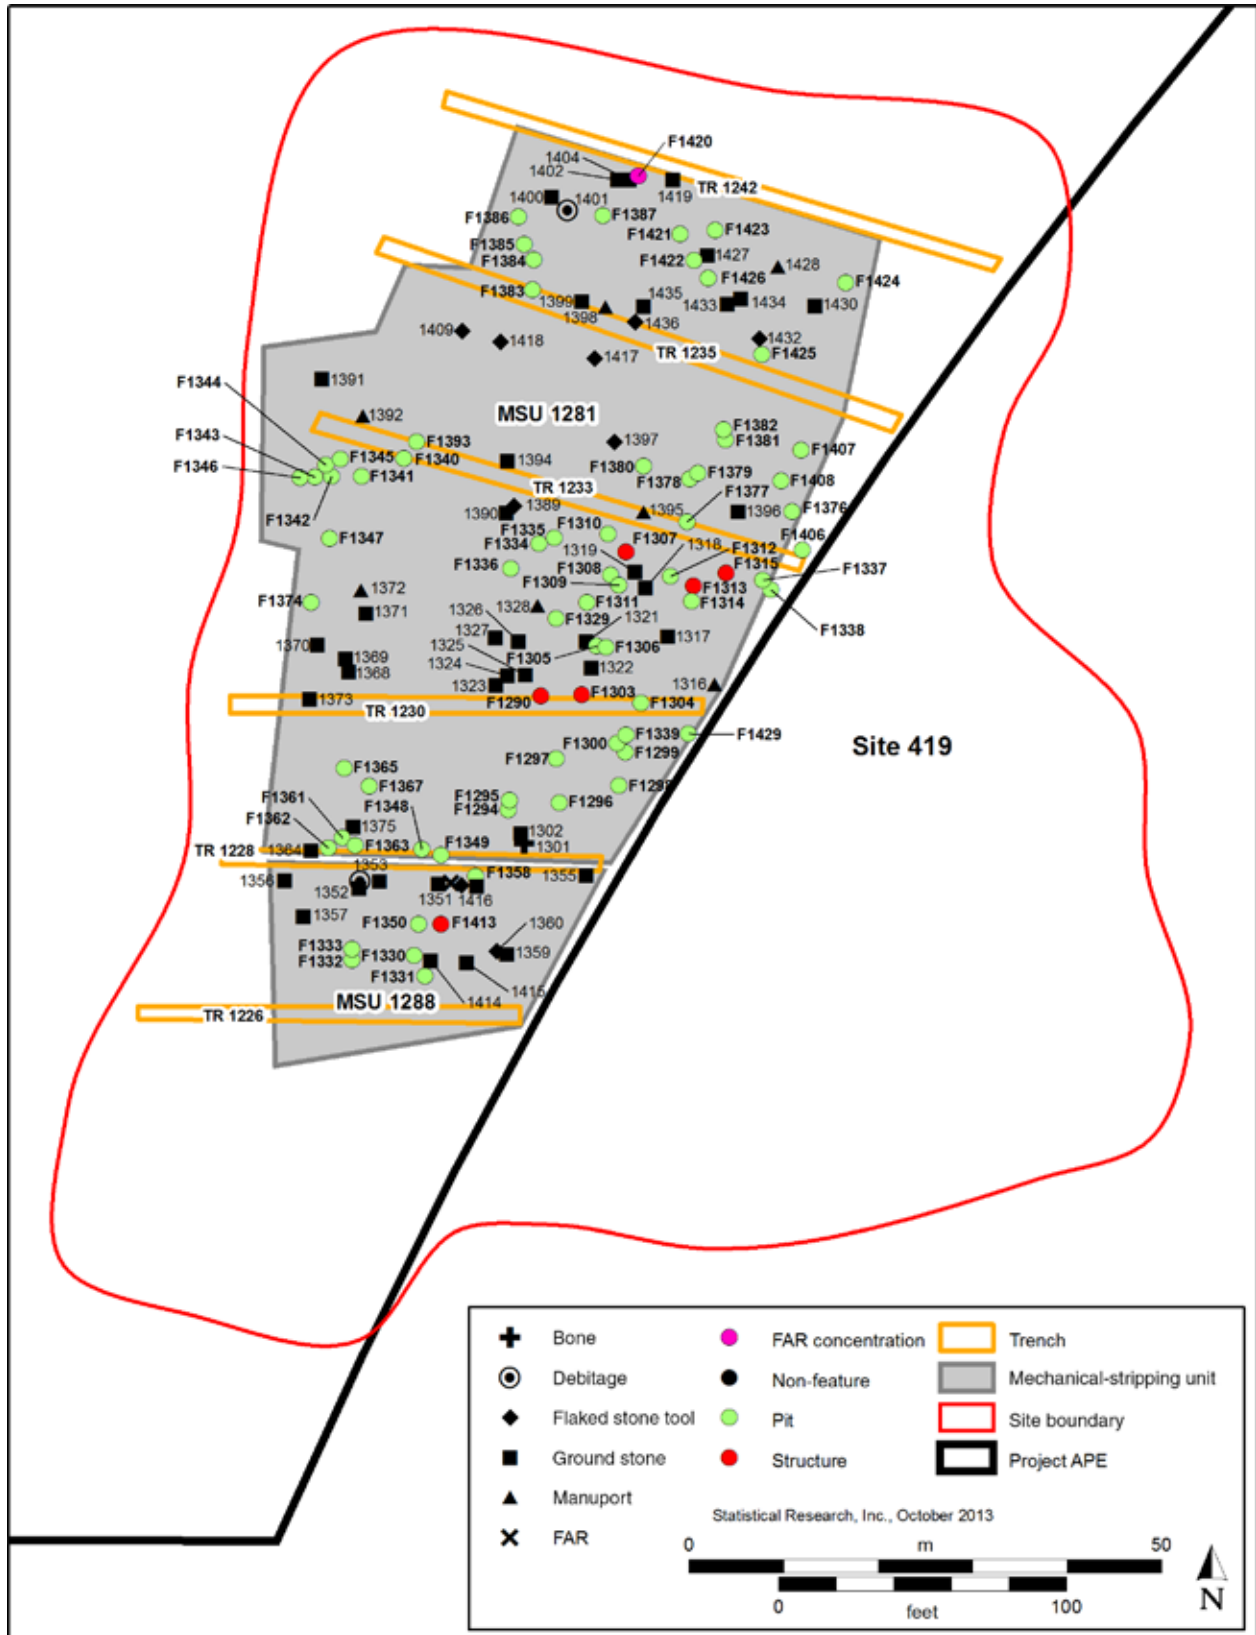 F1420
1404
1402
TR 1242
1400
1401
1419
F1386
F1387
F1423
F1421
F1385
1427
F1384
F1422
1428
F1426
F1424
F1383
1399
1435
1434
1433
1430
1398
1436
1409
1418
1432
TR 1235
F1425
1417
F1344
1391
MSU 1281
1392
F1343
F1382
F1393
1397
F1381
F1407
F1346
F1345
F1340
1394
F1380
F1379
F1341
F1378
F1408
TR 1233
F1377
F1342
1389
1390
1395
1396
F1376
F1310
F1335
F1406
F1347
F1334
F1307
1318
1319
F1312
F1336
F1308
F1315
F1337
F1309
F1313
1372
F1374
1328
F1311
F1314
1371
1326
F1329
1321
F1338
1327
1317
1370
1325
F1306
1369
1324
F1305
1322
1368
1323
1316
1373
F1290
F1303
F1304
TR 1230
F1339
F1429
F1300
Site 419
F1297
F1299
F1365
F1367
F1298
F1361
F1348
F1295
F1296
F1294
F1362
1375
1302
F1363
F1349
1301
TR 1228
1364
1353
F1358
1356
1355
1352
1351
1416
1357
F1350
F1413
1360
F1333
F1330
1359
F1332
F1331
1415
MSU 1288
1414
TR 1226
Bone
FAR concentration
Trench
Debitage
Non-feature
Mechanical-stripping unit
Flaked stone tool
Pit
Site boundary
Ground stone
Structure
Project APE
Manuport
Statistical Research, Inc., October 2013
FAR
0 m 50
0 feet 100
N